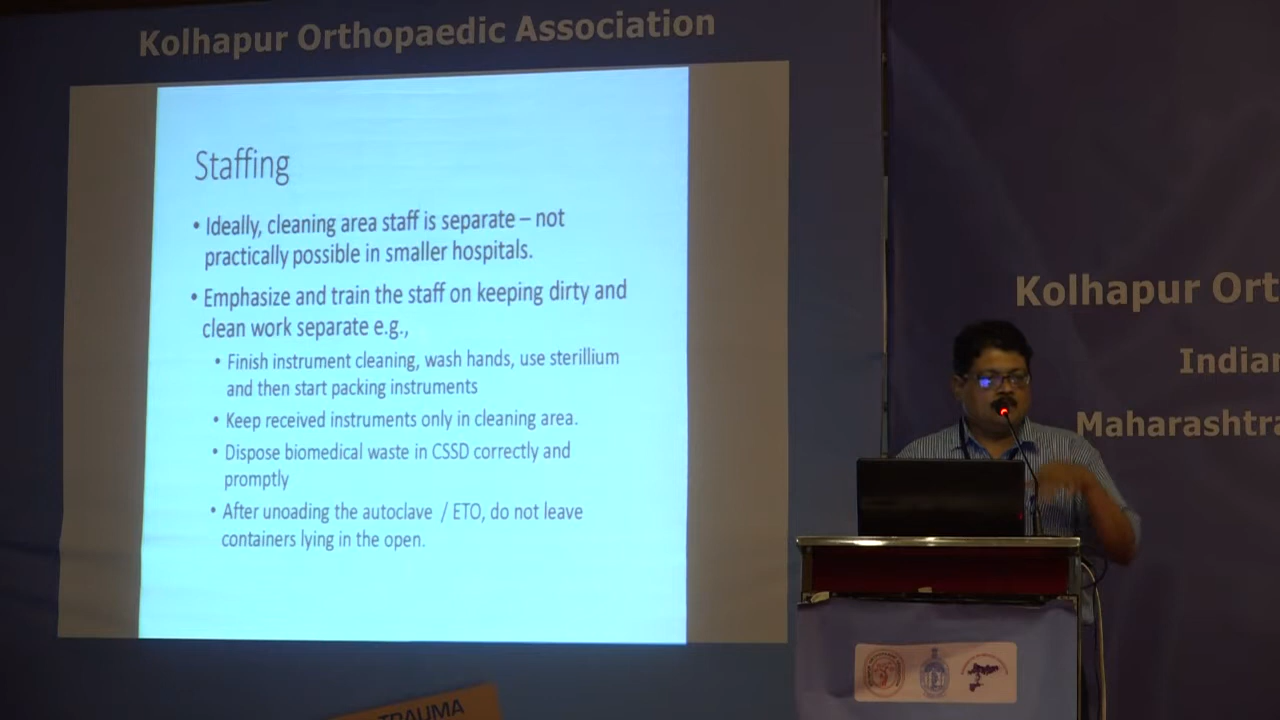 Kolhapur Orthopaedic Association
Staffing
• Ideally, cleaning area staff is separate – not
practically possible in smaller hospitals.
• Emphasize and train the staff on keeping dirty and
clean work separate e.g.,
• Finish instrument cleaning, wash hands, use sterillium
and then start packing instruments
• Keep received instruments only in cleaning area.
• Dispose biomedical waste in CSSD correctly and
promptly
• After unoading the autoclave / ETO, do not leave
containers lying in the open.
Kolhapur Ort
Indian
Maharashtra
TRAUMA